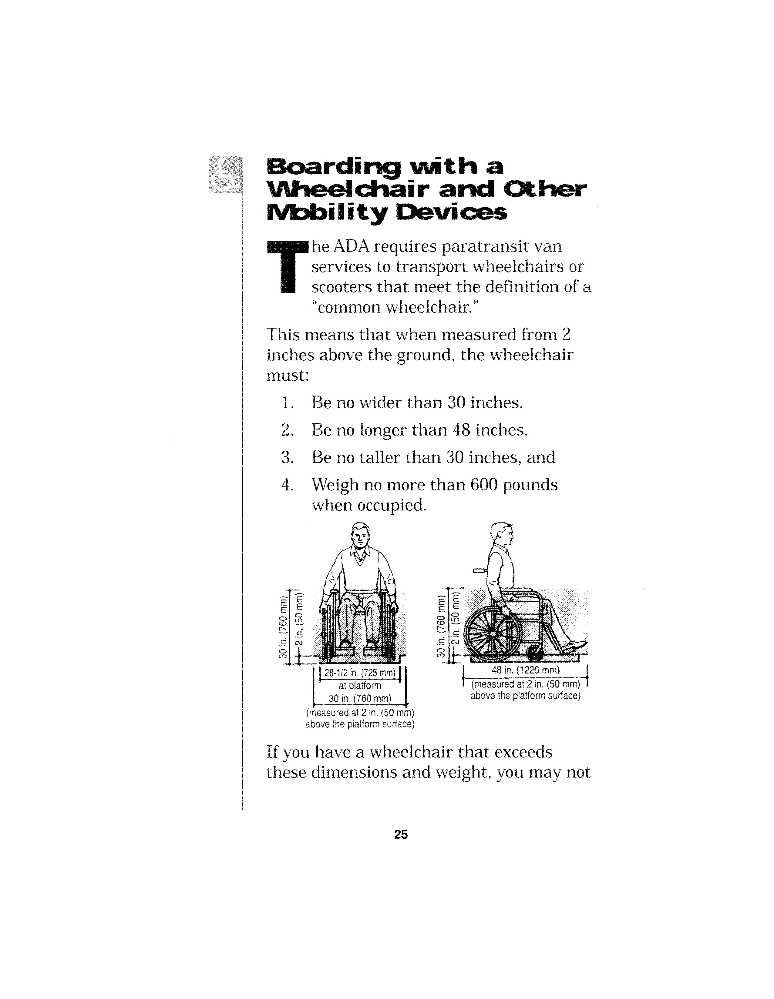 Boarding with a
Wheelchair and Other
Mobility Devices
The ADA requires paratransit van
services to transport wheelchairs or
scooters that meet the definition of a
“common wheelchair.”
This means that when measured from 2
inches above the ground, the wheelchair
must:
1. Be no wider than 30 inches.
2. Be no longer than 48 inches.
3. Be no taller than 30 inches, and
4. Weigh no more than 600 pounds
when occupied.
30 in. (760 mm)
2 in. (50 mm)
28-1/2 in. (725 mm)
at platform
30 in. (760 mm)
(measured at 2 in. (50 mm)
above the platform surface)
30 in. (760 mm)
2 in. (50 mm)
48 in. (1220 mm)
(measured at 2 in. (50 mm)
above the platform surface)
If you have a wheelchair that exceeds
these dimensions and weight, you may not
25